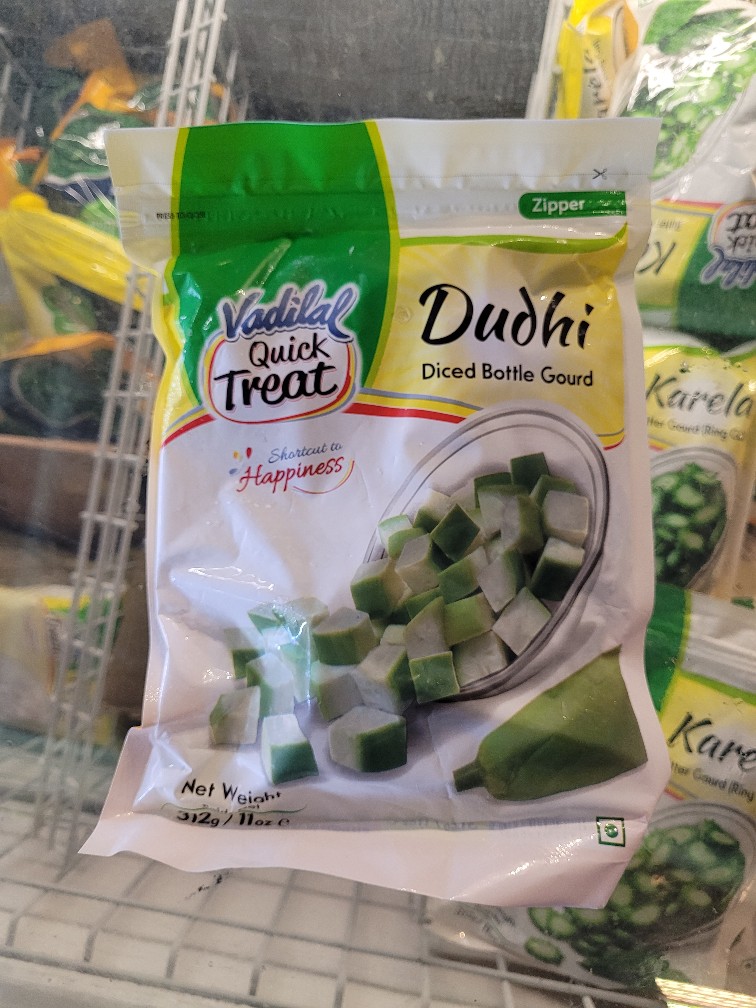 Zipper
Vadilal
Quick
Treat
Dudhi
Diced Bottle Gourd
Shortcut to
Happiness
Net Weight
312g / 11oz e
Karela
Kare